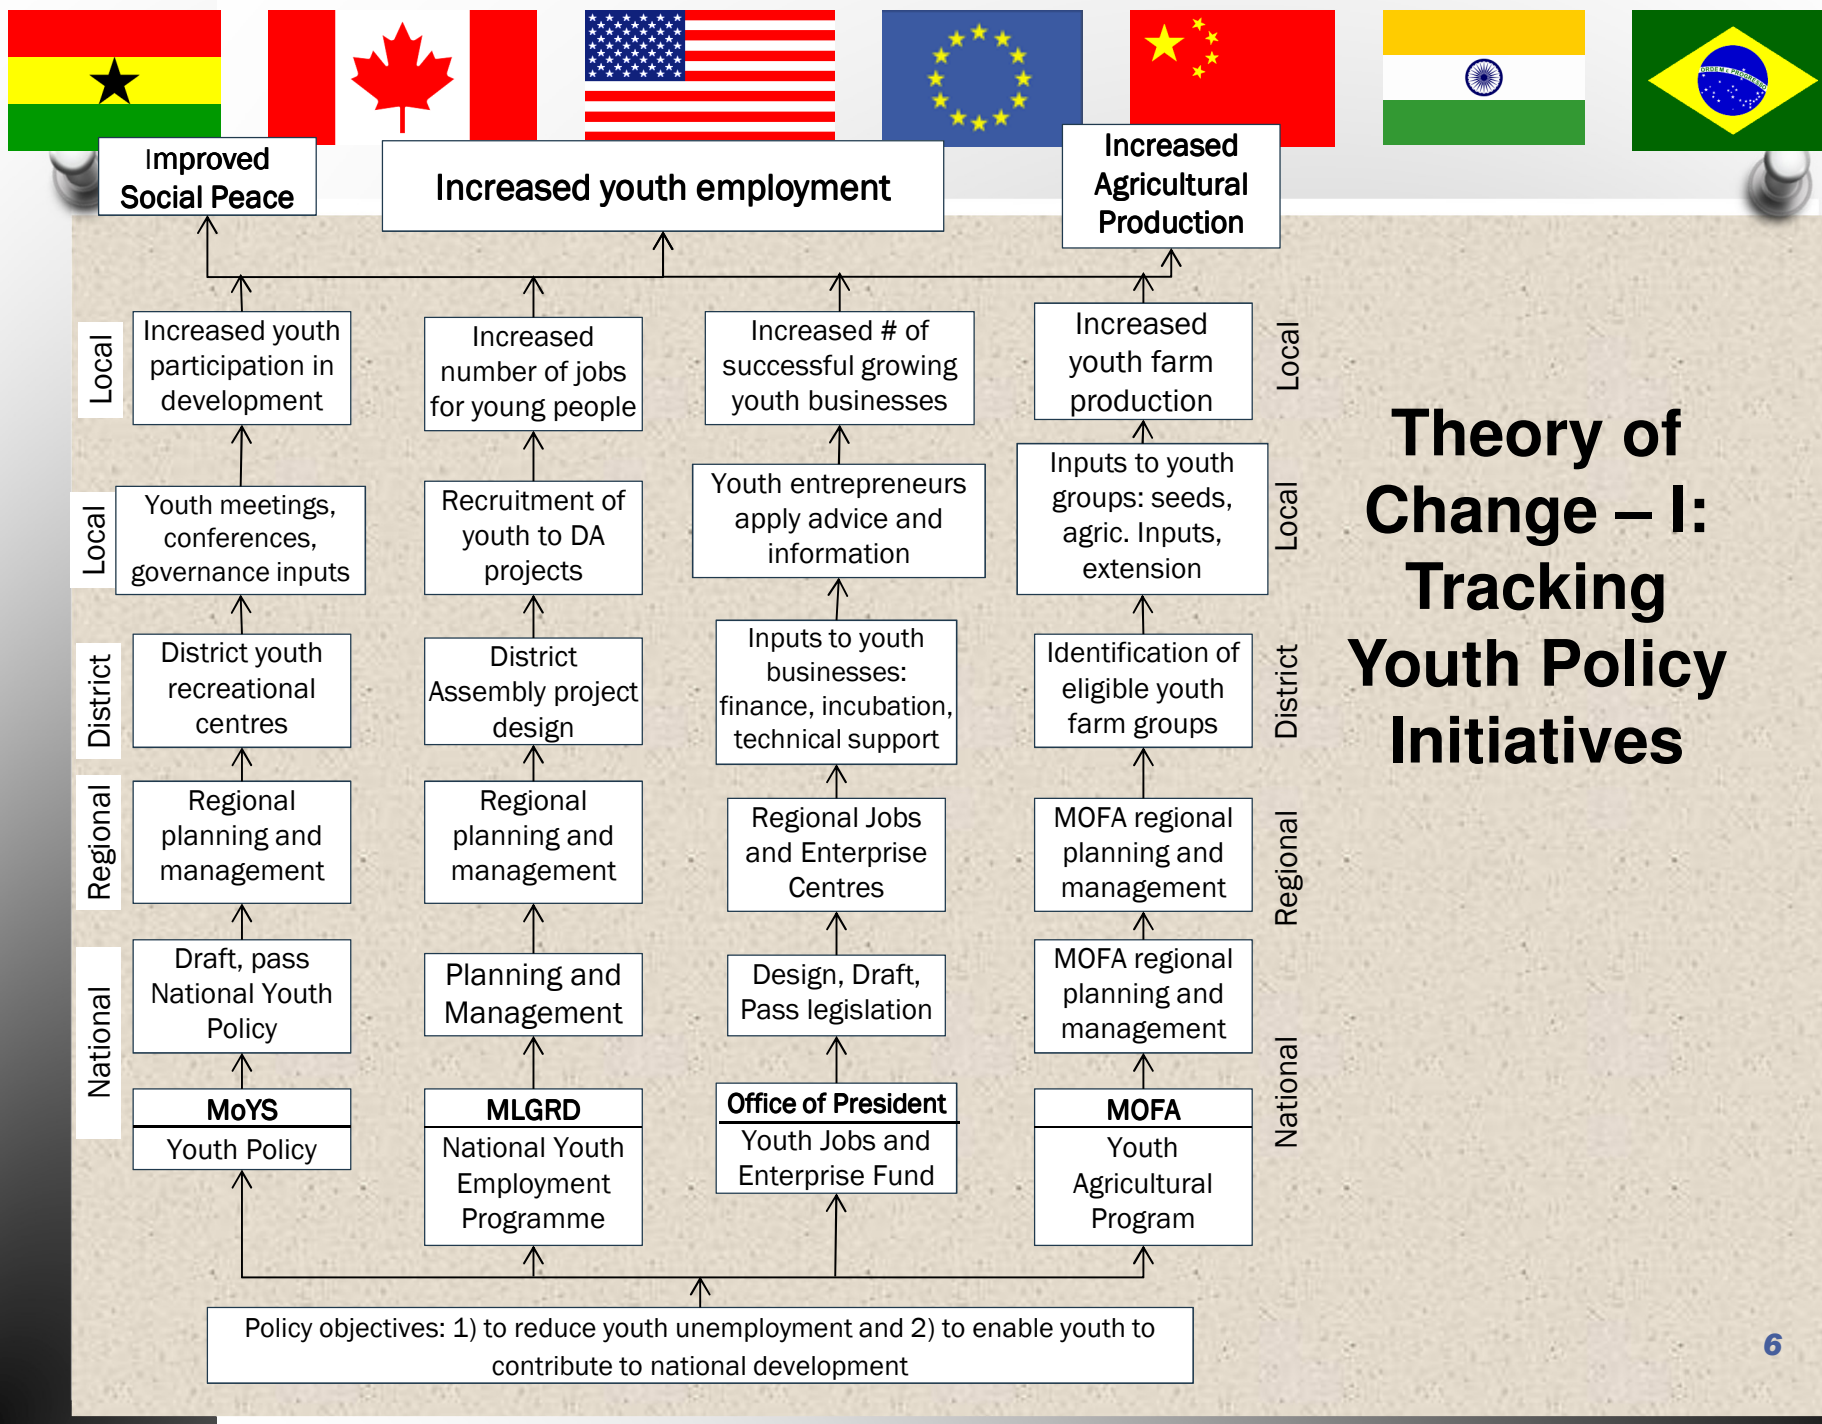 Improved
Social Peace
Increased youth employment
Increased
Agricultural
Production
Local
Increased youth
participation in
development
Increased
number of jobs
for young people
Increased # of
successful growing
youth businesses
Increased
youth farm
production
Local
Local
Youth meetings,
conferences,
governance inputs
Recruitment of
youth to DA
projects
Youth entrepreneurs
apply advice and
information
Inputs to youth
groups: seeds,
agric. Inputs,
extension
Local
District
District youth
recreational
centres
District
Assembly project
design
Inputs to youth
businesses:
finance, incubation,
technical support
Identification of
eligible youth
farm groups
District
Regional
Regional
planning and
management
Regional
planning and
management
Regional Jobs
and Enterprise
Centres
MOFA regional
planning and
management
Regional
National
Draft, pass
National Youth
Policy
Planning and
Management
Design, Draft,
Pass legislation
MOFA regional
planning and
management
National
MoYS
Youth Policy
MLGRD
National Youth
Employment
Programme
Office of President
Youth Jobs and
Enterprise Fund
MOFA
Youth
Agricultural
Program
Policy objectives: 1) to reduce youth unemployment and 2) to enable youth to
contribute to national development
Theory of
Change – I:
Tracking
Youth Policy
Initiatives
6